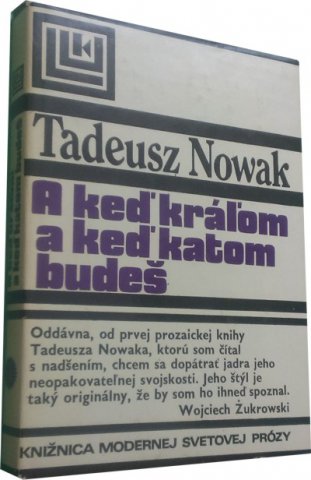 Tadeusz Nowak
A keď kráľom
a keď katom
budeš
Oddávna, od prvej prozaickej knihy
Tadeusza Nowaka, ktorú som čítal
s nadšením, chcem sa dopátrať jadra jeho
neopakovateľnej svojskosti. Jeho štýl je
taký originálny, že by som ho ihneď spoznal.
Wojciech Żukrowski
KNIŽNICA MODERNEJ SVETOVEJ PRÓZY